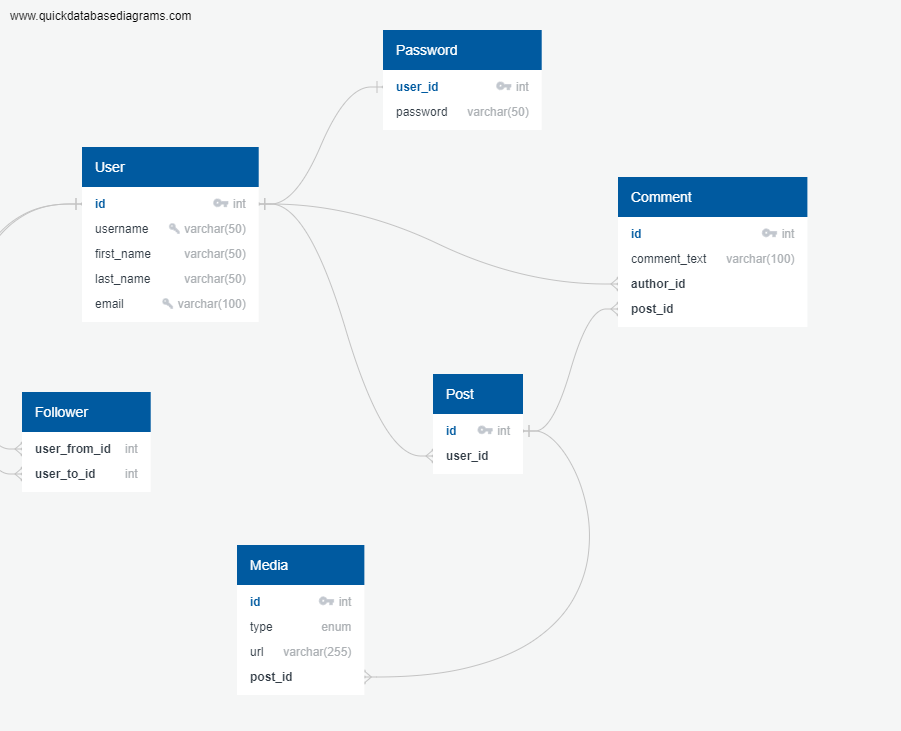 www.quickdatabasediagrams.com
Password
user_id int
password varchar(50)
User
id int
username varchar(50)
first_name varchar(50)
last_name varchar(50)
email varchar(100)
Comment
id int
comment_text varchar(100)
author_id
post_id
Post
id int
user_id
Follower
user_from_id int
user_to_id int
Media
id int
type enum
url varchar(255)
post_id